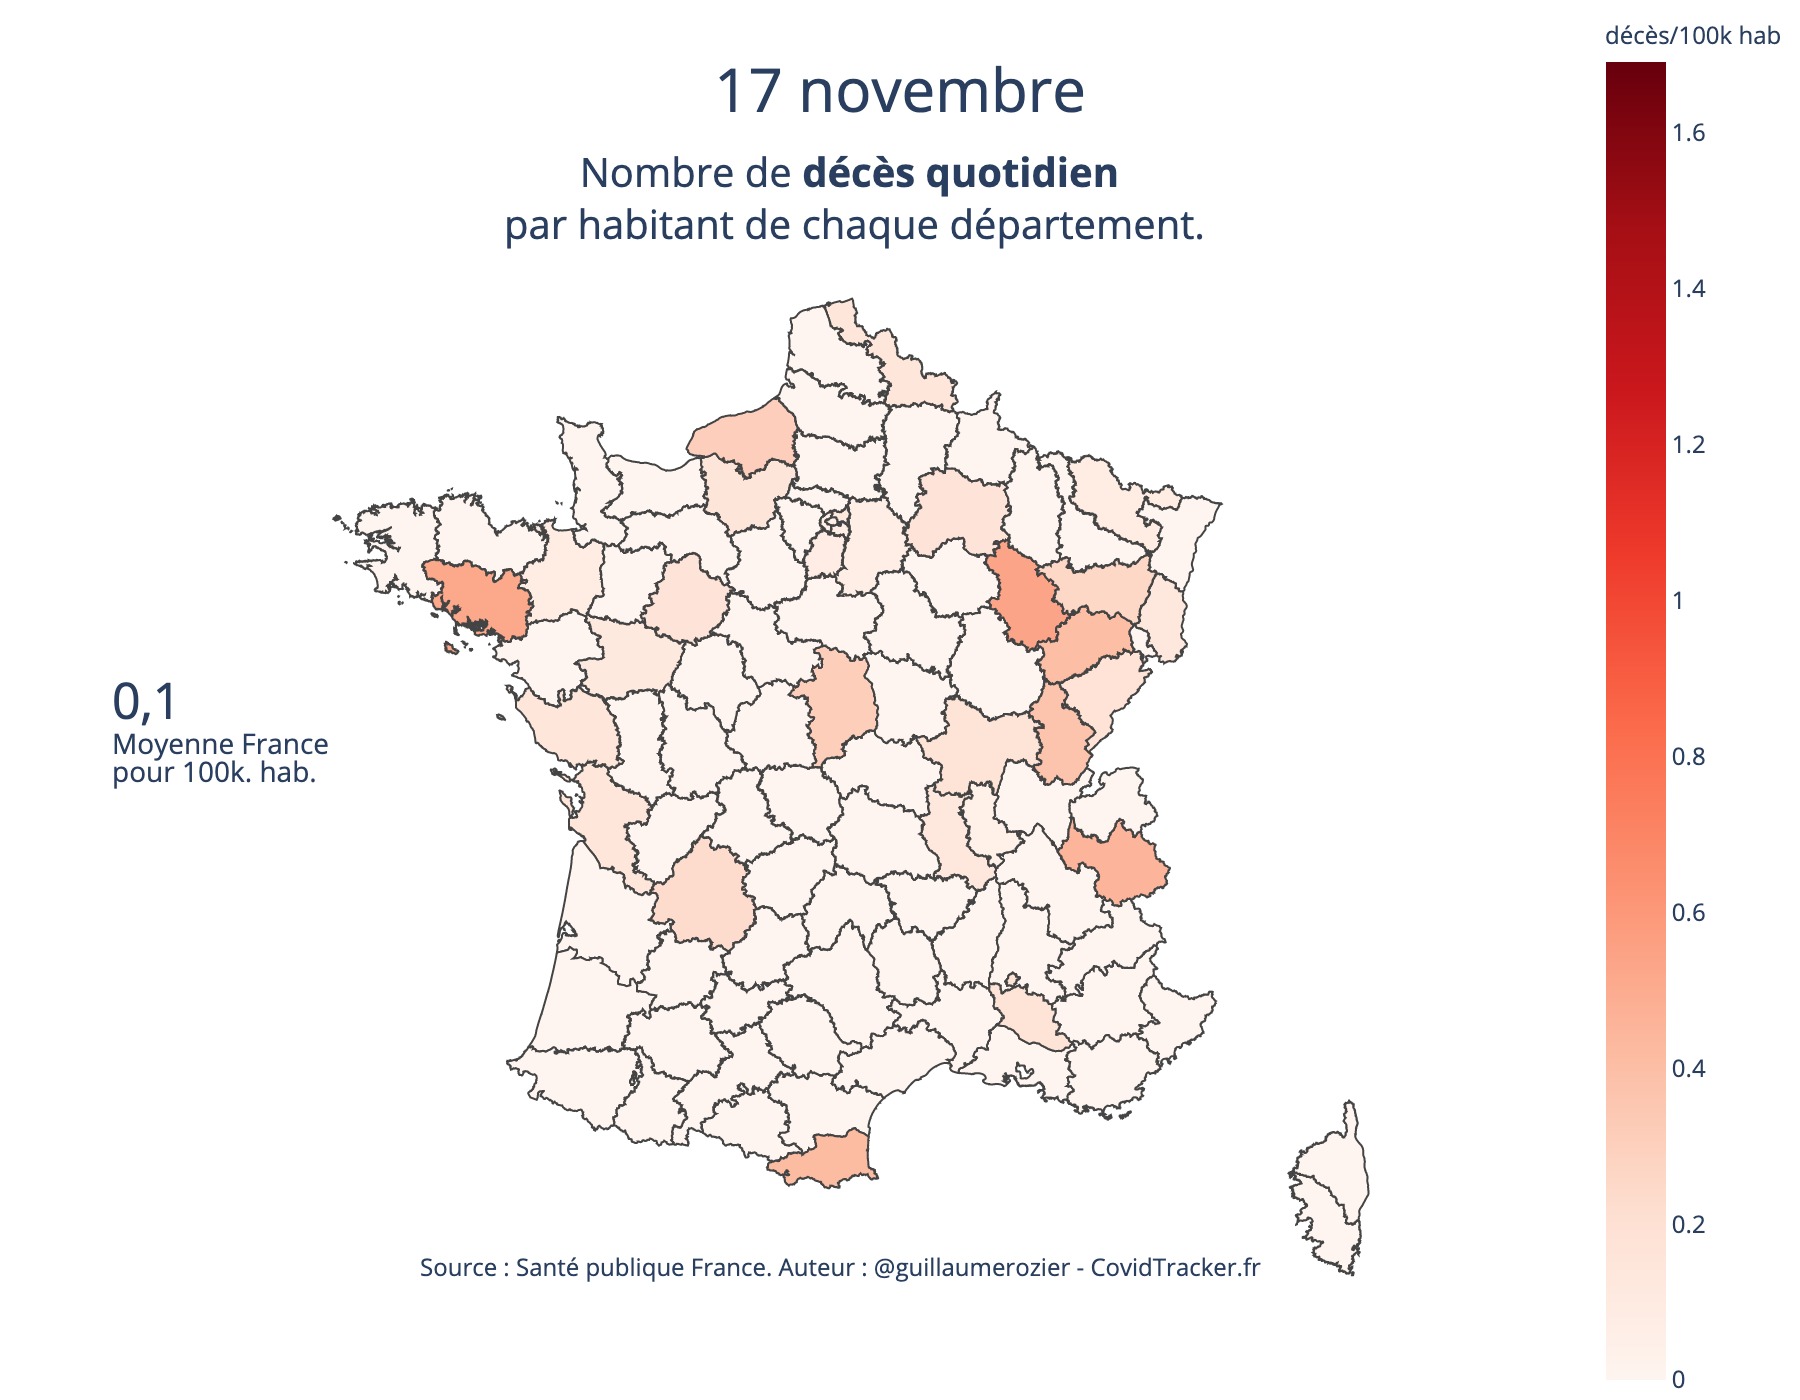 décès/100k hab
17 novembre
Nombre de décès quotidien
par habitant de chaque département.
1.6
1.4
1.2
1
0.8
0.6
0.4
0.2
0
0,1
Moyenne France
pour 100k. hab.
Source : Santé publique France. Auteur : @guillaumerozier - CovidTracker.fr